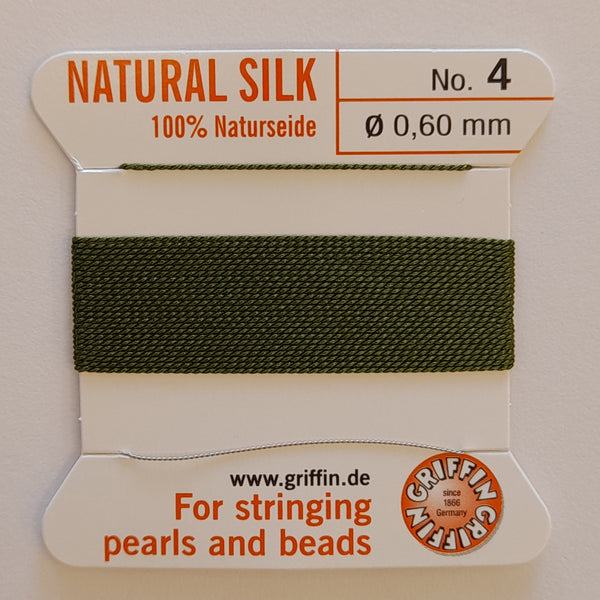 NATURAL SILK
100% Naturseide
No. 4
Ø 0,60 mm
www.griffin.de
For stringing
pearls and beads
GRIFFIN GRIFFIN
since
1866
Germany